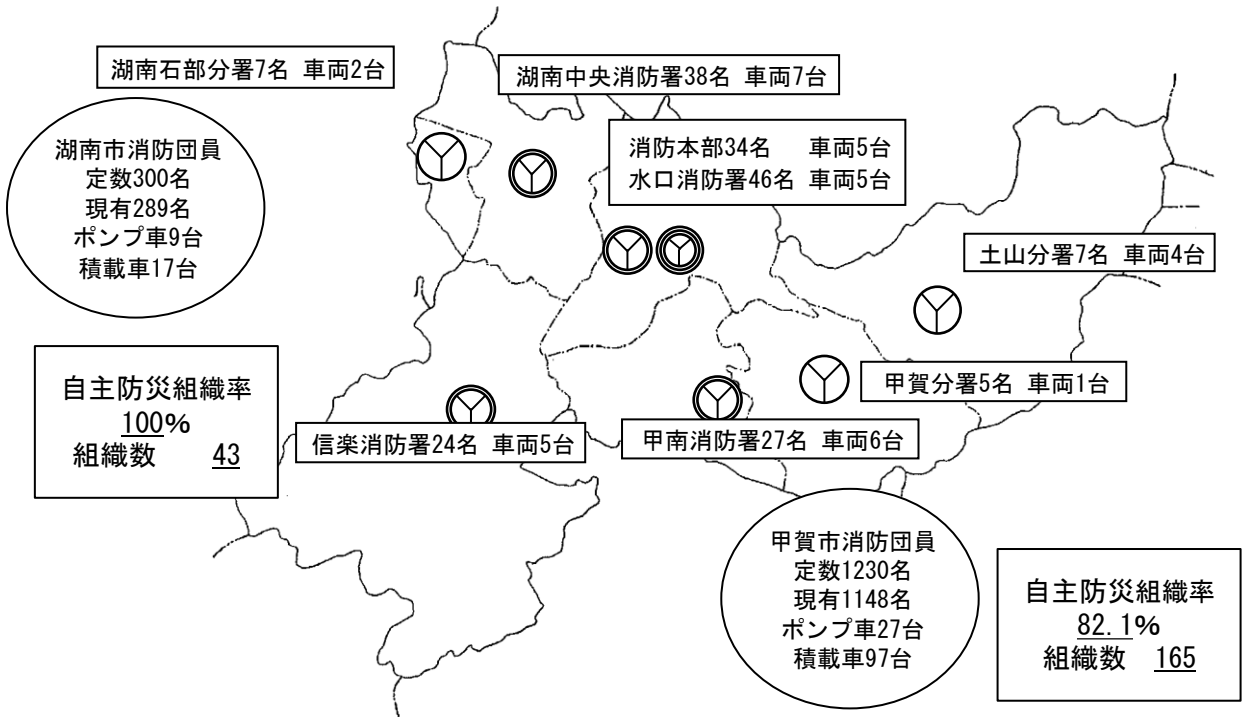 湖南石部分署7名 車両2台
湖南中央消防署38名 車両7台
消防本部34名 車両5台
水口消防署46名 車両5台
湖南市消防団員
定数300名
現有289名
ポンプ車9台
積載車17台
土山分署7名 車両4台
自主防災組織率
100%
組織数 43
甲賀分署5名 車両1台
信楽消防署24名 車両5台
甲南消防署27名 車両6台
甲賀市消防団員
定数1230名
現有1148名
ポンプ車27台
積載車97台
自主防災組織率
82.1%
組織数 165